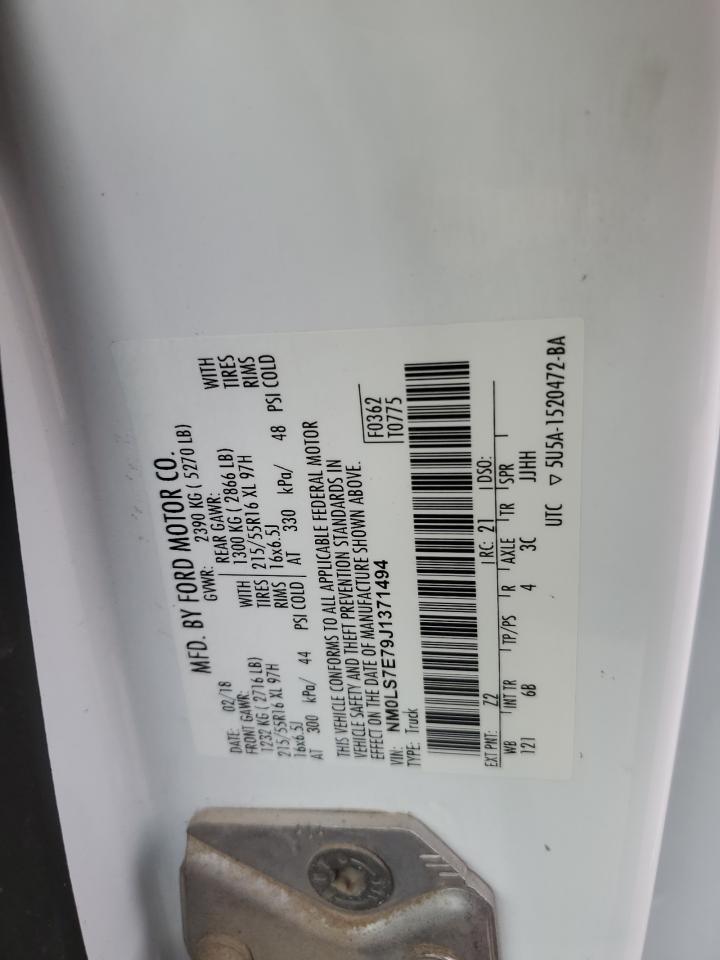 MFD. BY FORD MOTOR CO.
DATE: 02/18 GVWR: 2390 KG ( 5270 LB)
FRONT GAWR: REAR GAWR:
1232 KG ( 2716 LB) WITH 1300 KG ( 2866 LB) WITH
215/55R16 XL 97H TIRES 215/55R16 XL 97H TIRES
16x6.5J RIMS 16x6.5J RIMS
AT 300 kPa/ 44 PSI COLD AT 330 kPa/ 48 PSI COLD
THIS VEHICLE CONFORMS TO ALL APPLICABLE FEDERAL MOTOR
VEHICLE SAFETY AND THEFT PREVENTION STANDARDS IN
EFFECT ON THE DATE OF MANUFACTURE SHOWN ABOVE.
VIN: NM0LS7E79J1371494 F0362
TYPE: Truck T0775
EXT PNT: Z2 RC: 21 DSO:
WB INT TR TP/PS R AXLE TR SPR
121 6B 4 3C JJHH
UTC ▽ 5U5A-1520472-BA